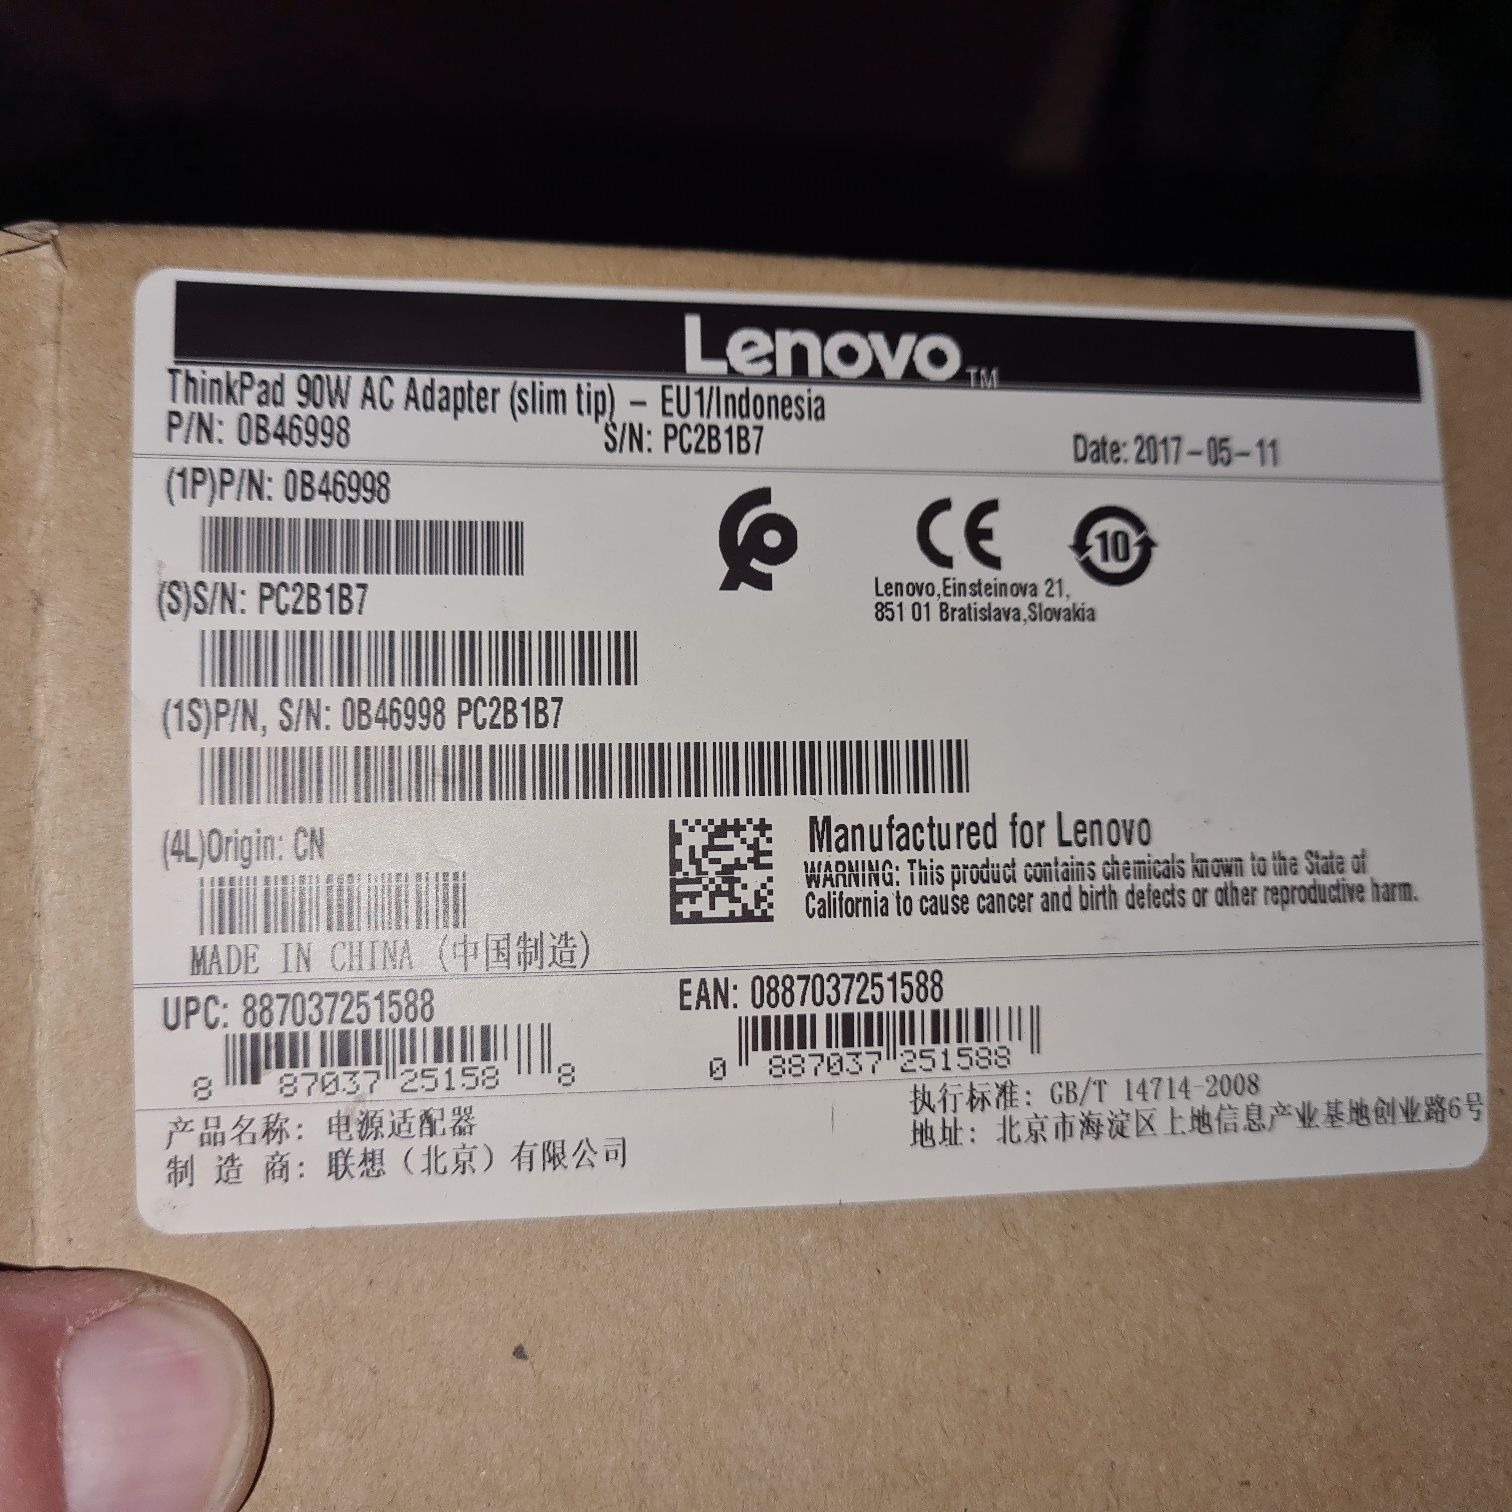 Lenovo™
ThinkPad 90W AC Adapter (slim tip) – EU1/Indonesia
P/N: 0B46998 S/N: PC2B1B7 Date: 2017-05-11
(1P)P/N: 0B46998
10
(S)S/N: PC2B1B7
Lenovo,Einsteinova 21,
851 01 Bratislava,Slovakia
(1S)P/N, S/N: 0B46998 PC2B1B7
(4L)Origin: CN
MADE IN CHINA (中国制造)
Manufactured for Lenovo
WARNING: This product contains chemicals known to the State of
California to cause cancer and birth defects or other reproductive harm.
UPC: 887037251588
8 87037 25158 8
EAN: 0887037251588
0 887037 251588
产品名称: 电源适配器
制 造 商: 联想（北京）有限公司
执行标准: GB/T 14714-2008
地址: 北京市海淀区上地信息产业基地创业路6号